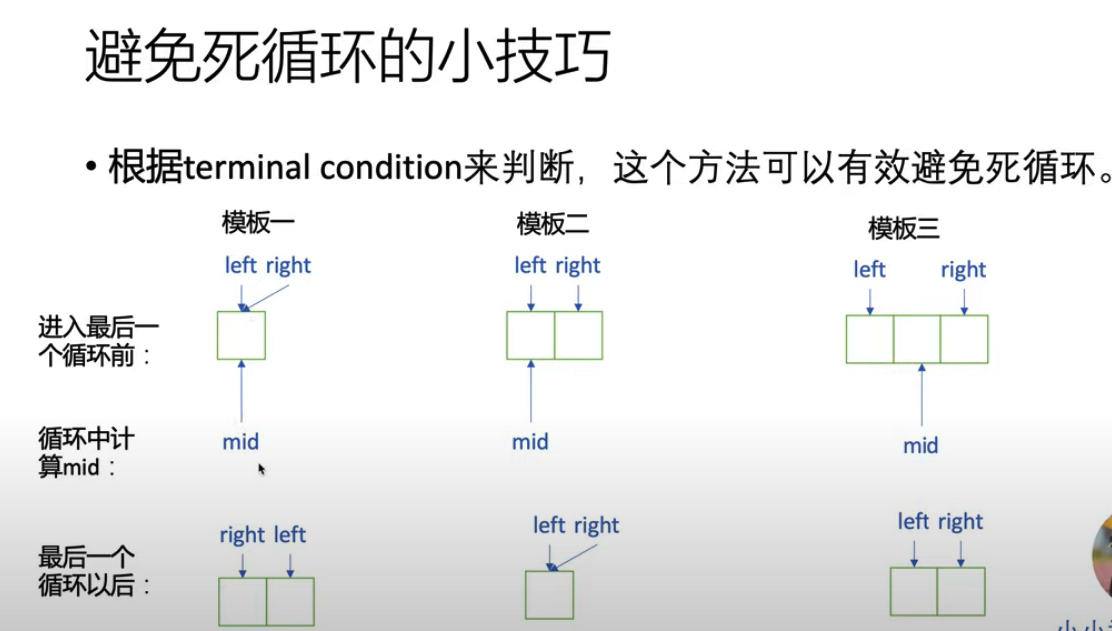 避免死循环的小技巧
• 根据terminal condition来判断，这个方法可以有效避免死循环。
模板一 模板二 模板三
left right left right left right
进入最后一
个循环前：
循环中计
算mid：
mid mid mid
right left left right left right
最后一个
循环以后：